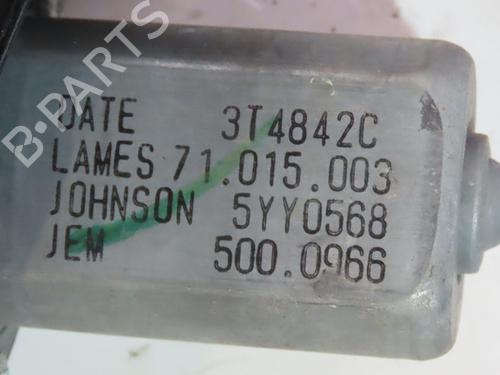 B-PARTS
DATE 3T4842C
LAMES 71.015.003
JOHNSON 5YY0568
JEM 500.0966